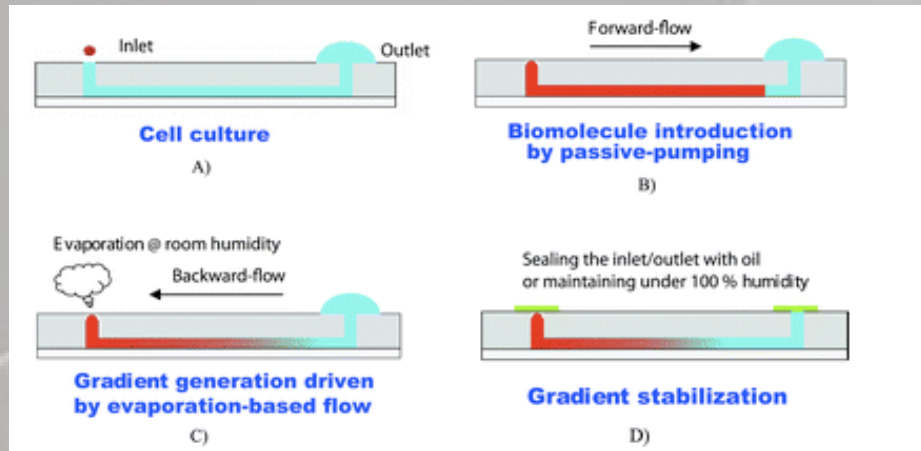 Inlet
Outlet
Cell culture
A)
Forward-flow
Biomolecule introduction
by passive-pumping
B)
Evaporation @ room humidity
Backward-flow
Gradient generation driven
by evaporation-based flow
C)
Sealing the inlet/outlet with oil
or maintaining under 100 % humidity
Gradient stabilization
D)